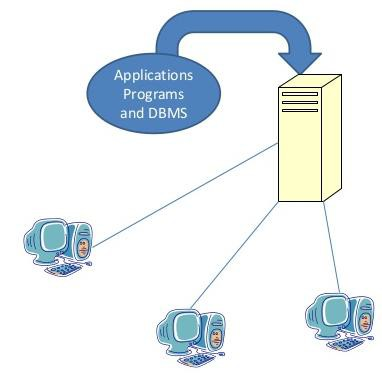 Applications
Programs
and DBMS